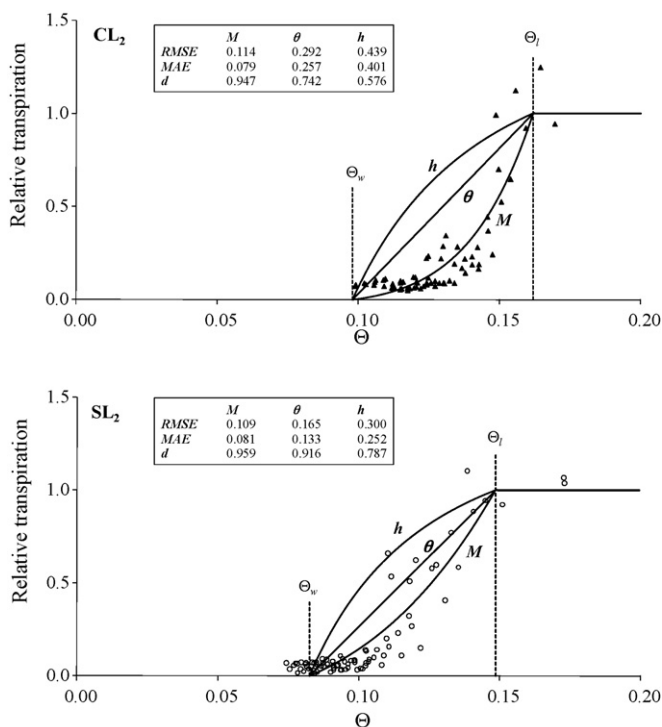 CL2
M θ h
RMSE 0.114 0.292 0.439
MAE 0.079 0.257 0.401
d 0.947 0.742 0.576
Θl
Θw
h
θ
M
Relative transpiration
1.5
1.0
0.5
0.0
0.00 0.05 0.10 0.15 0.20
Θ
SL2
M θ h
RMSE 0.109 0.165 0.300
MAE 0.081 0.133 0.252
d 0.959 0.916 0.787
Θl
Θw
h
θ
M
Relative transpiration
1.5
1.0
0.5
0.0
0.00 0.05 0.10 0.15 0.20
Θ